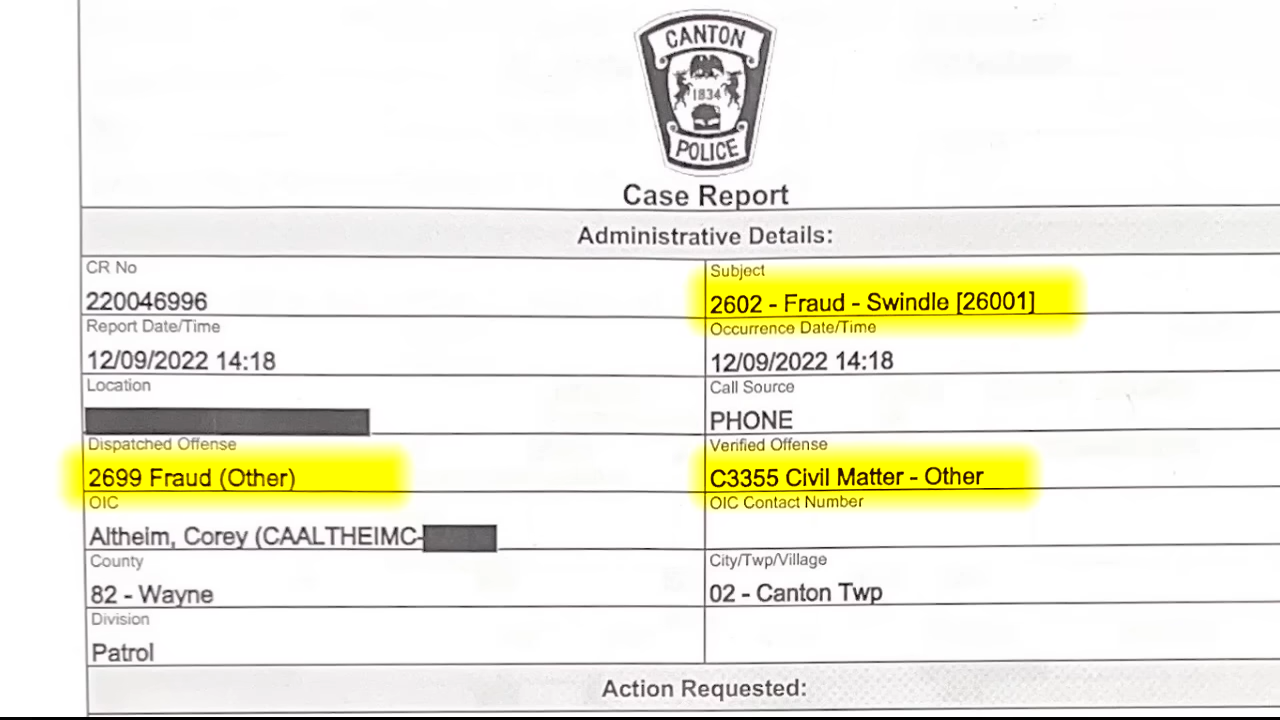 CANTON
1834
POLICE
Case Report
Administrative Details:
CR No
220046996
Subject
2602 - Fraud - Swindle [26001]
Report Date/Time
12/09/2022 14:18
Occurrence Date/Time
12/09/2022 14:18
Location
Call Source
PHONE
Dispatched Offense
2699 Fraud (Other)
Verified Offense
C3355 Civil Matter - Other
OIC
Altheim, Corey (CAALTHEIMC-
OIC Contact Number
County
82 - Wayne
City/Twp/Village
02 - Canton Twp
Division
Patrol
Action Requested: